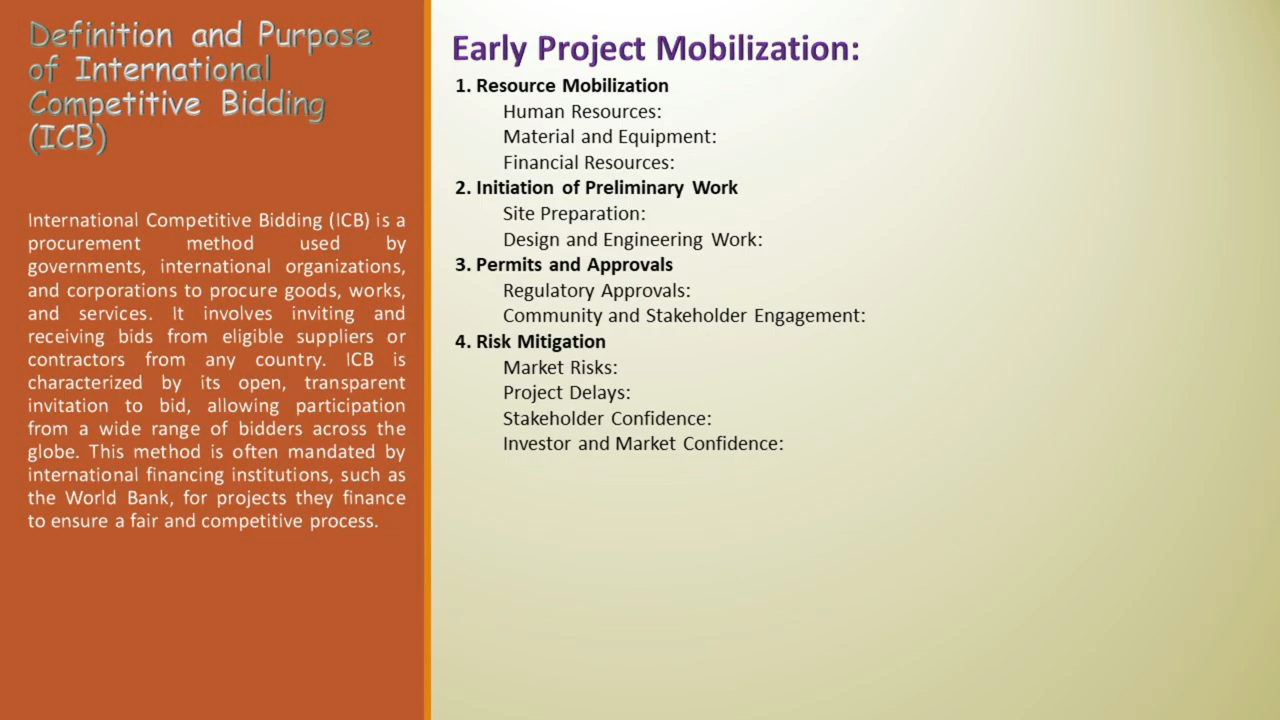 Definition and Purpose
of International
Competitive Bidding
(ICB)
International Competitive Bidding (ICB) is a
procurement method used by
governments, international organizations,
and corporations to procure goods, works,
and services. It involves inviting and
receiving bids from eligible suppliers or
contractors from any country. ICB is
characterized by its open, transparent
invitation to bid, allowing participation
from a wide range of bidders across the
globe. This method is often mandated by
international financing institutions, such as
the World Bank, for projects they finance
to ensure a fair and competitive process.
Early Project Mobilization:
1. Resource Mobilization
Human Resources:
Material and Equipment:
Financial Resources:
2. Initiation of Preliminary Work
Site Preparation:
Design and Engineering Work:
3. Permits and Approvals
Regulatory Approvals:
Community and Stakeholder Engagement:
4. Risk Mitigation
Market Risks:
Project Delays:
Stakeholder Confidence:
Investor and Market Confidence: